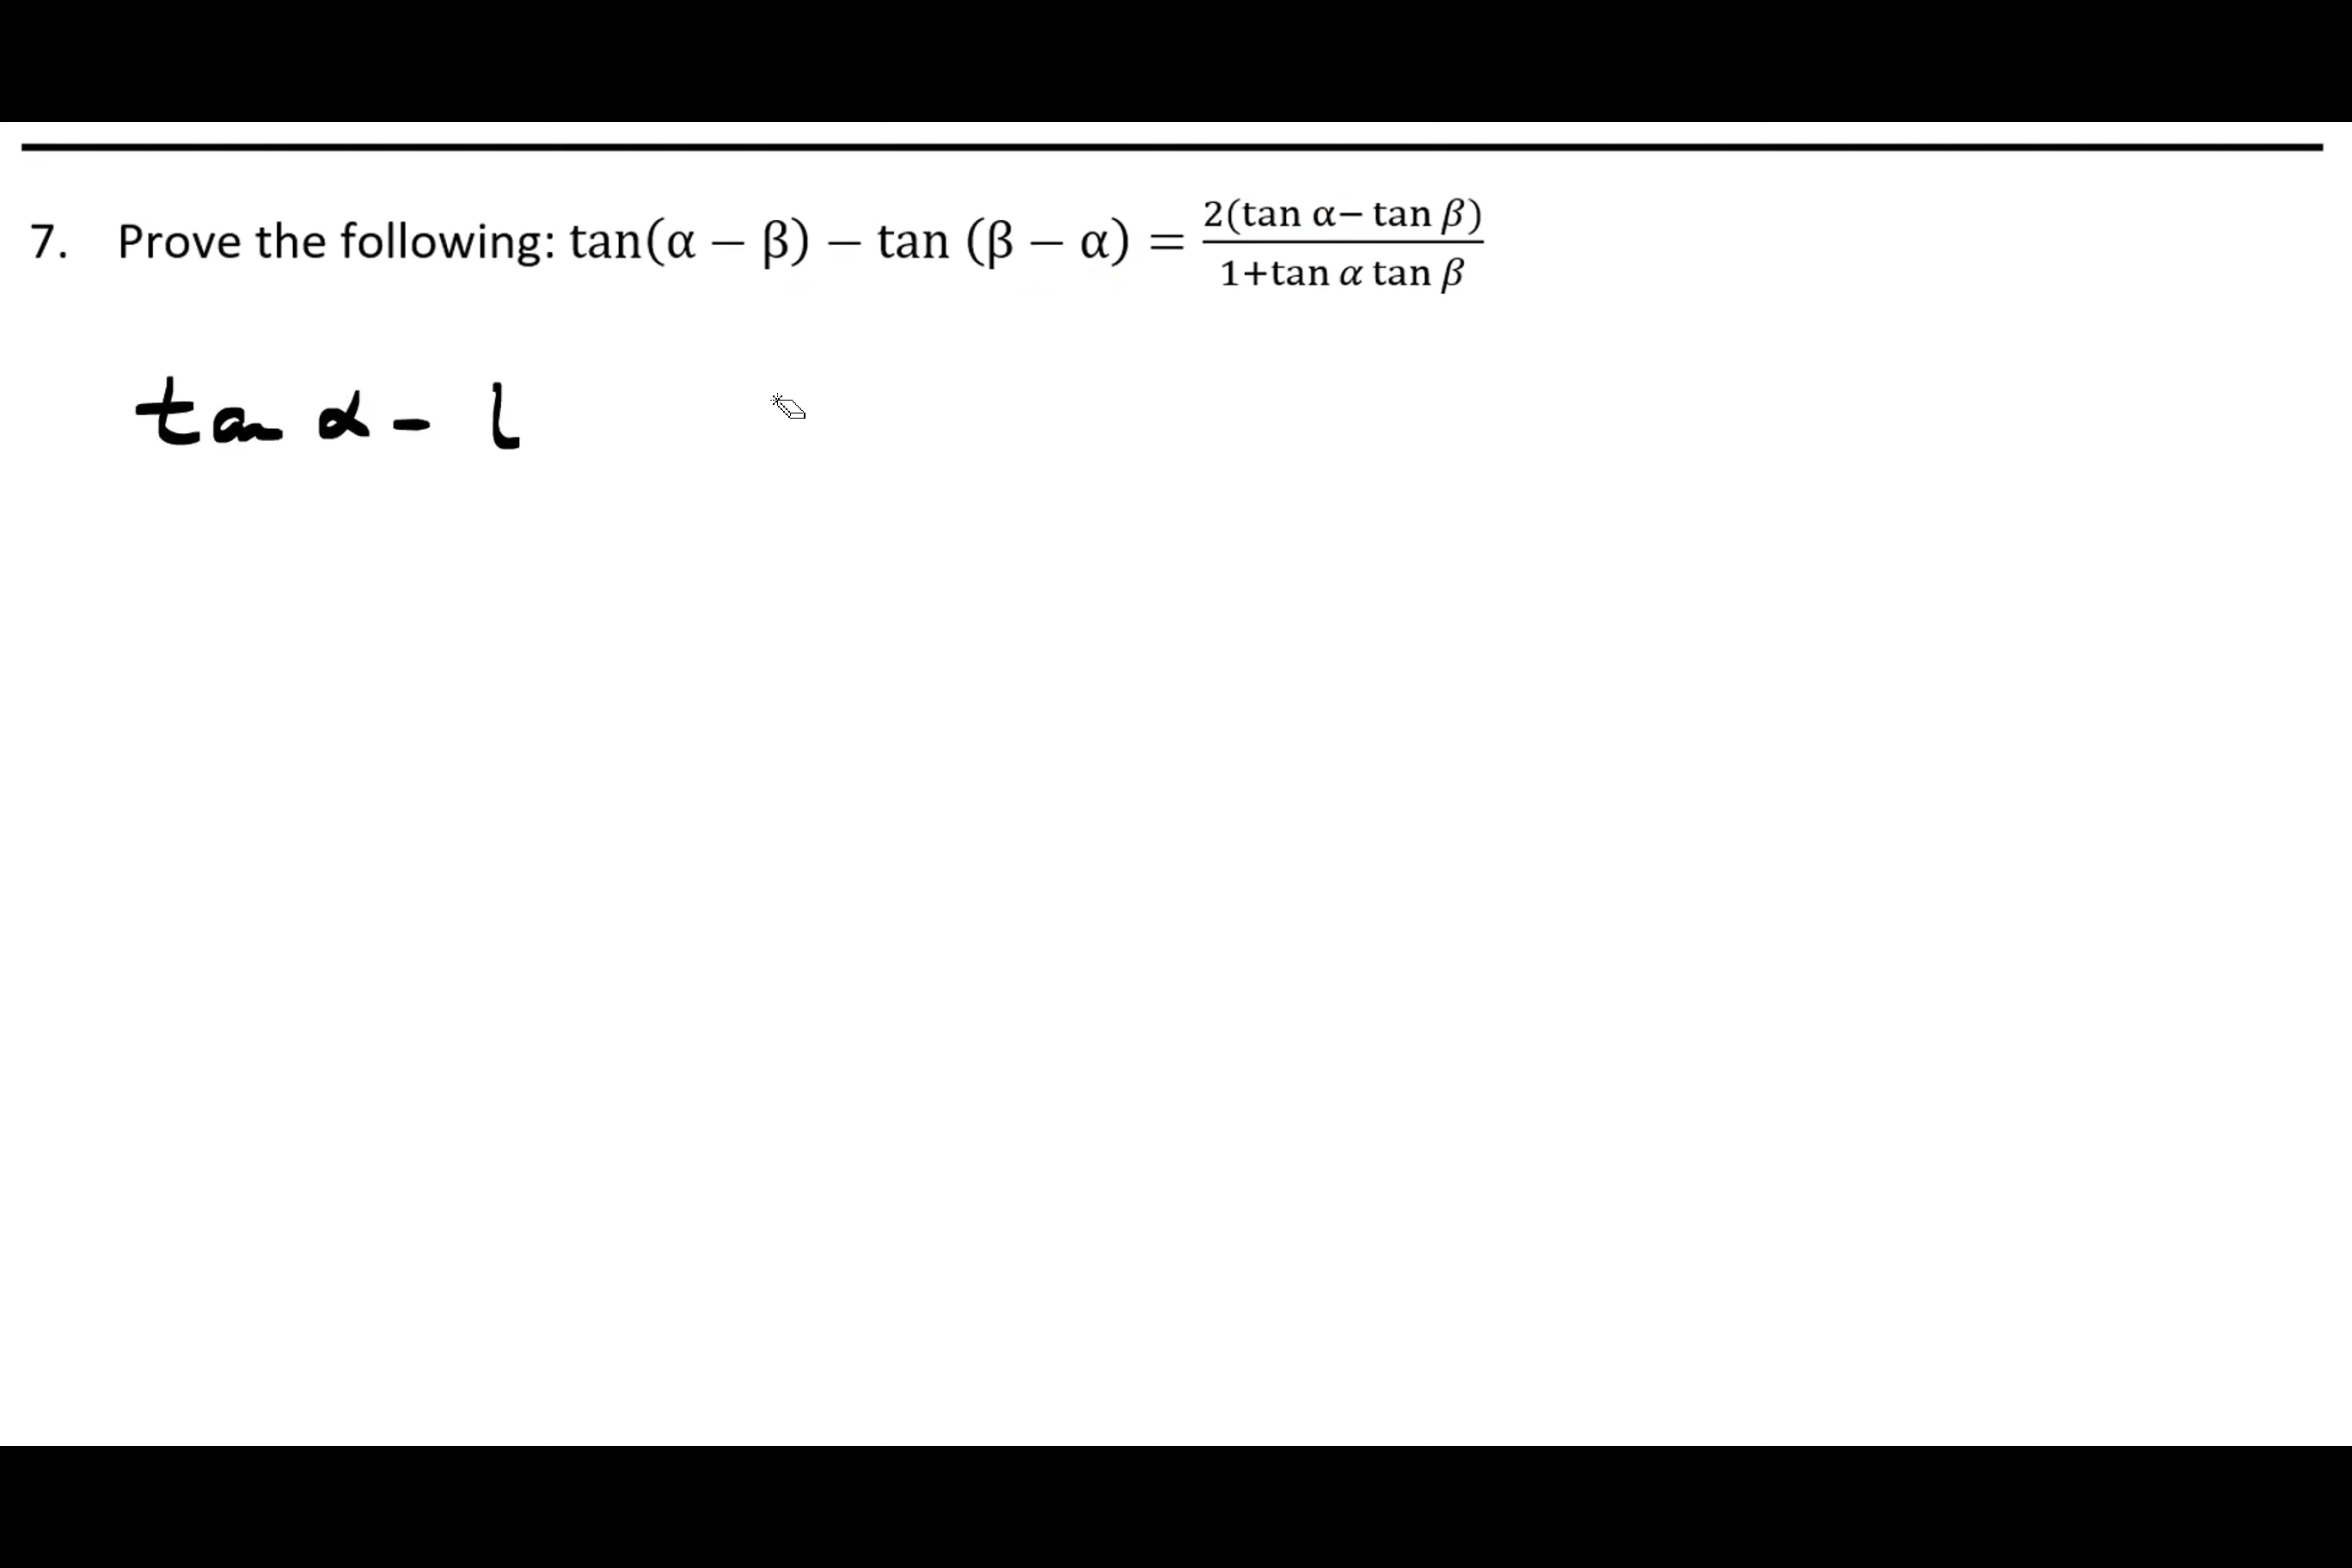 7. Prove the following: tan(α − β) − tan (β − α) = 2(tan α− tan β) / 1+tan α tan β
tan α -